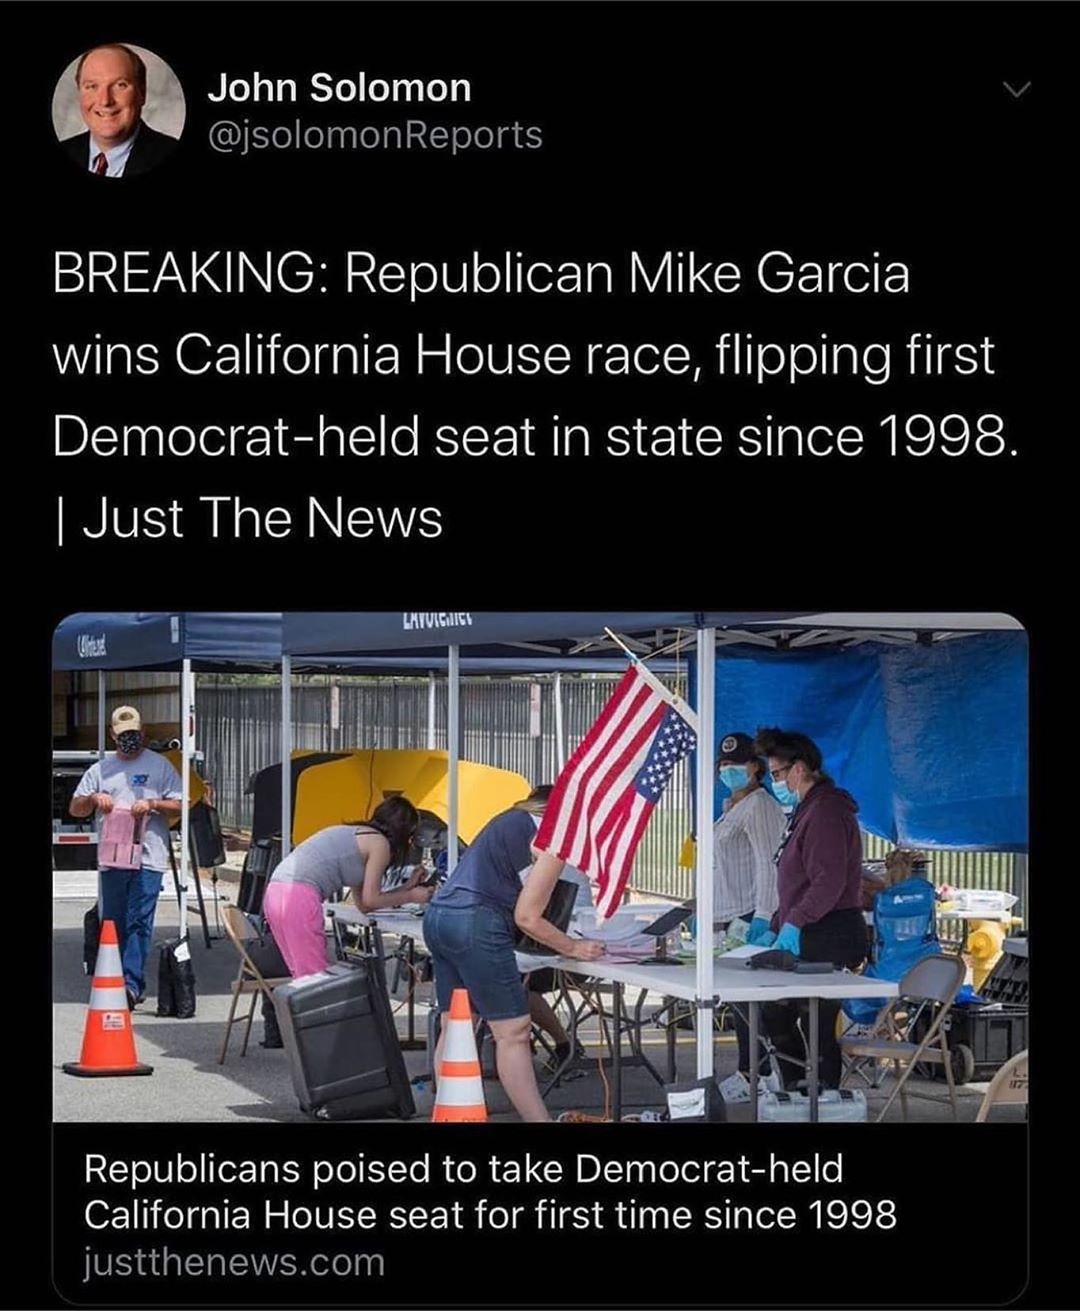 John Solomon
@jsolomonReports
BREAKING: Republican Mike Garcia
wins California House race, flipping first
Democrat-held seat in state since 1998.
| Just The News
Republicans poised to take Democrat-held
California House seat for first time since 1998
justthenews.com